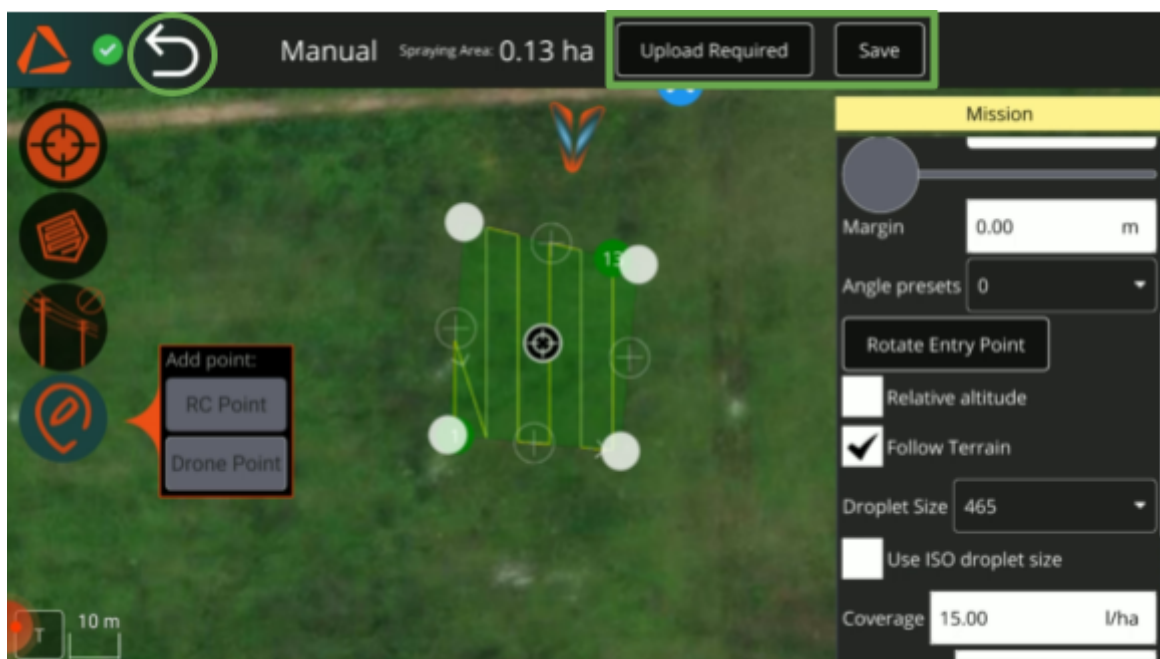 Manual Spraying Area: 0.13 ha Upload Required Save
Mission
Margin 0.00 m
Angle presets 0
Rotate Entry Point
Relative altitude
Follow Terrain
Droplet Size 465
Use ISO droplet size
Coverage 15.00 l/ha
Add point:
RC Point
Drone Point
13
1
T 10 m